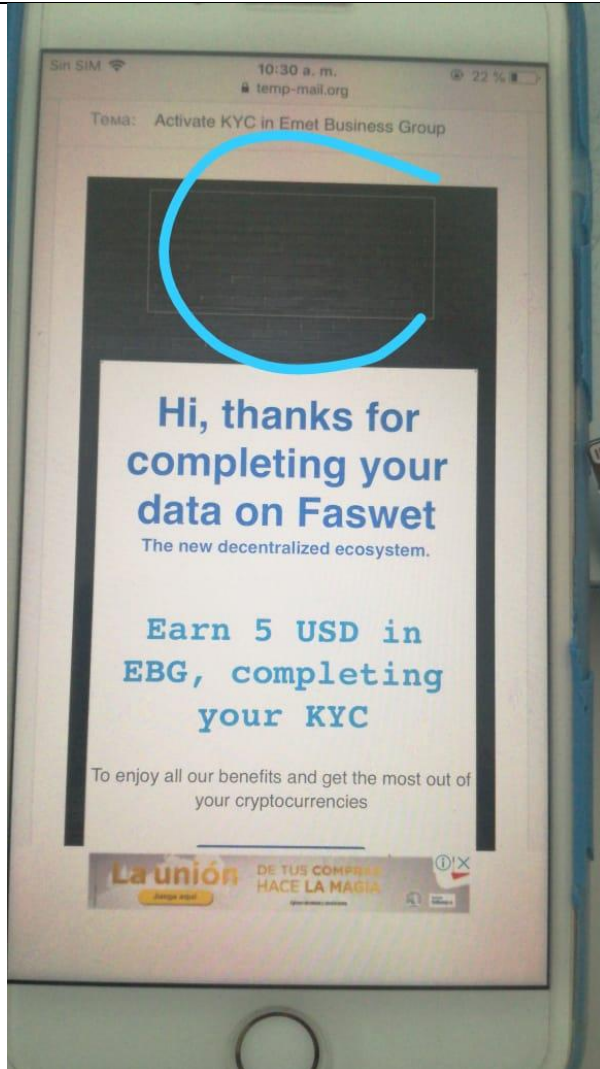 Sin SIM
10:30 a. m.
22 %
temp-mail.org
Тема: Activate KYC in Emet Business Group
Hi, thanks for
completing your
data on Faswet
The new decentralized ecosystem.
Earn 5 USD in
EBG, completing
your KYC
To enjoy all our benefits and get the most out of
your cryptocurrencies
La unión
DE TUS COMPRAS
HACE LA MAGIA